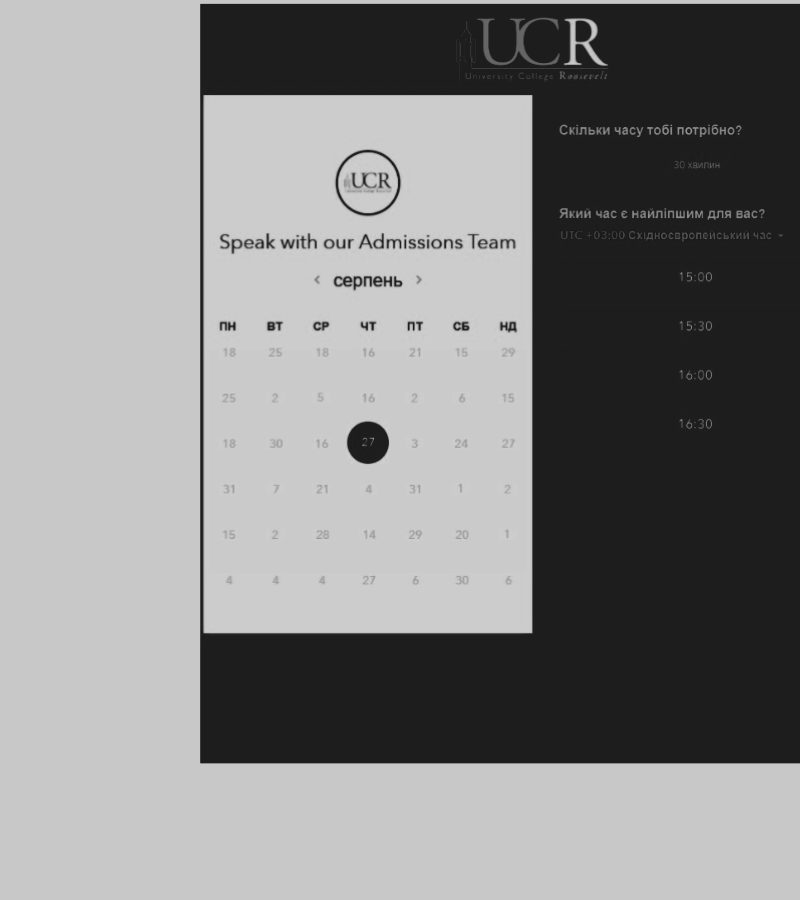 UCR
University College Roosevelt
UCR
Speak with our Admissions Team
серпень
ПН ВТ СР ЧТ ПТ СБ НД
18 25 18 16 21 15 29
25 2 5 16 2 6 15
18 30 16 27 3 24 27
31 7 21 4 31 1 2
15 2 28 14 29 20 1
4 4 4 27 6 30 6
Скільки часу тобі потрібно?
30 хвилин
Який час є найліпшим для вас?
UTC +03:00 Східноєвропейський час
15:00
15:30
16:00
16:30